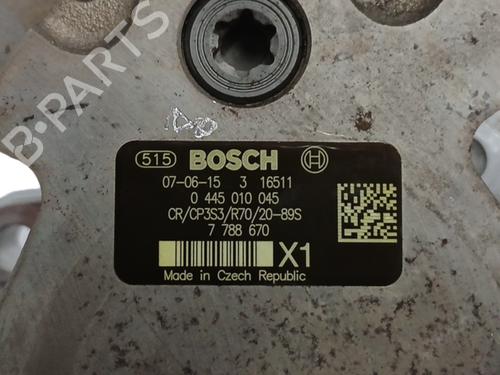 B-PARTS
515 BOSCH
07-06-15 3 16511
0 445 010 045
CR/CP3S3/R70/20-89S
7 788 670
X1
Made in Czech Republic